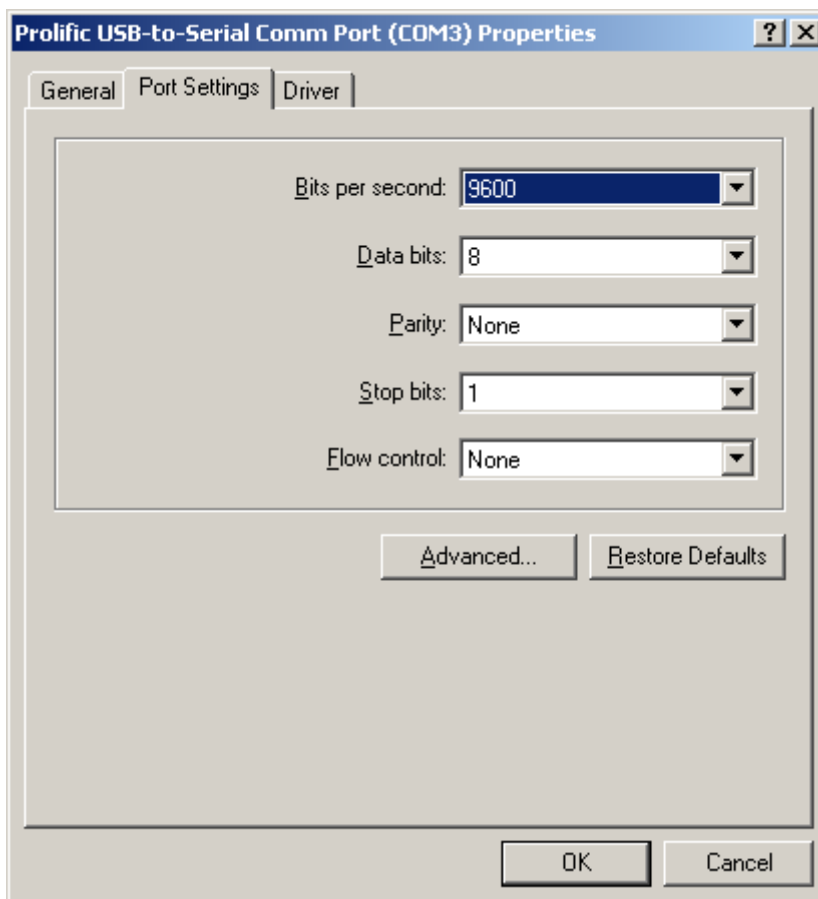 Prolific USB-to-Serial Comm Port (COM3) Properties
General Port Settings Driver
Bits per second: 9600
Data bits: 8
Parity: None
Stop bits: 1
Flow control: None
Advanced... Restore Defaults
OK Cancel